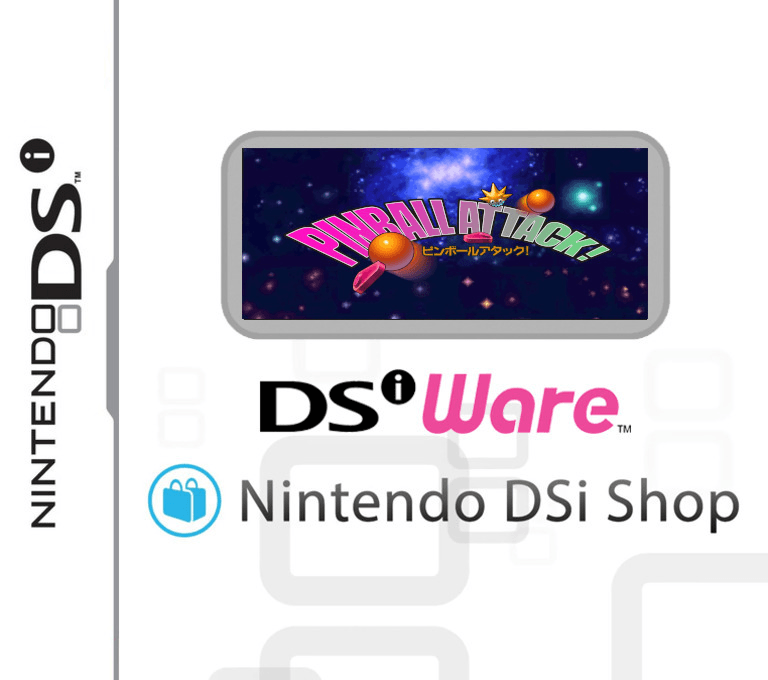 NINTENDO DSi™
PINBALL ATTACK!
ピンボールアタック!
DSiWare™
Nintendo DSi Shop